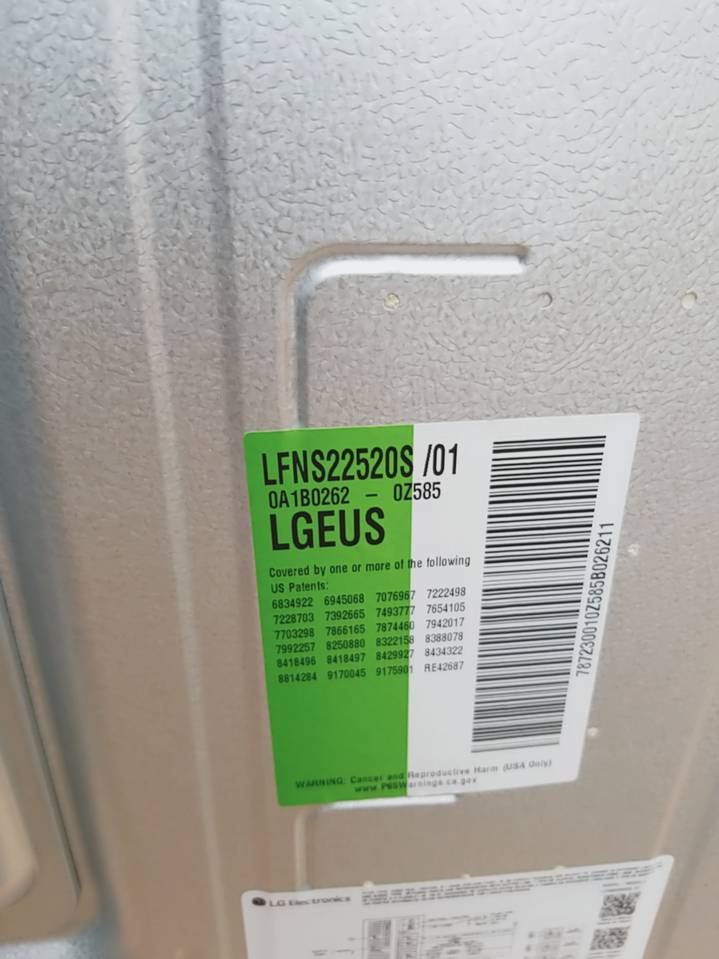 LFNS22520S /01
0A1B0262 – 0Z585
LGEUS
Covered by one or more of the following
US Patents:
6834922 6945068 7076967 7222498
7228703 7392665 7493777 7654105
7703298 7866165 7874460 7942017
7992257 8250880 8322158 8388078
8418496 8418497 8429927 8434322
8814284 9170045 9175901 RE42687
WARNING: Cancer and Reproductive Harm (USA Only)
www.P65Warnings.ca.gov
787230010Z585B026211
LG Electronics